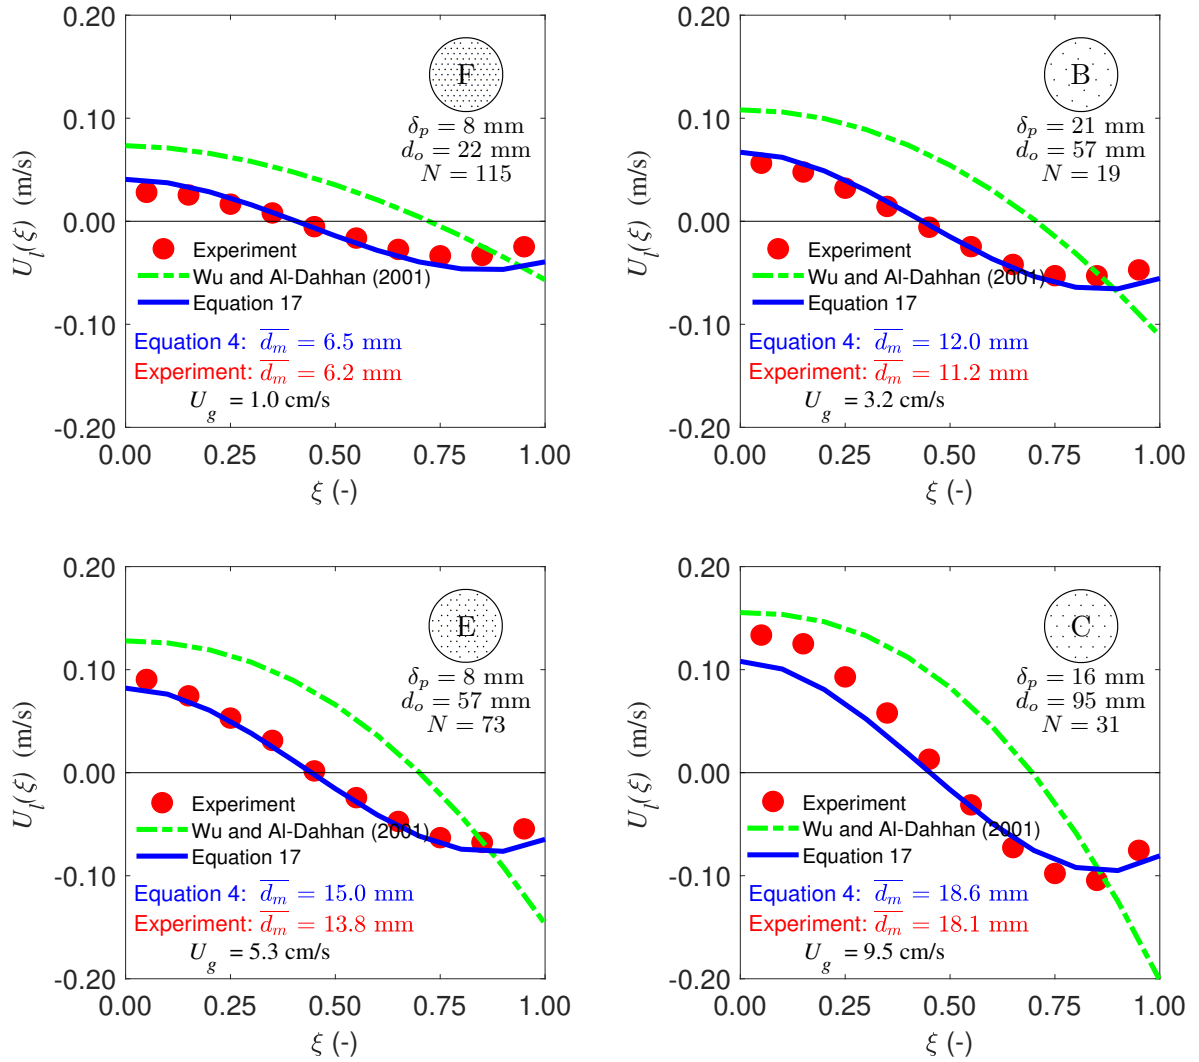 0.20
0.10
0.00
-0.10
-0.20
U_l(ξ) (m/s)
F
δ_p = 8 mm
d_o = 22 mm
N = 115
Experiment
Wu and Al-Dahhan (2001)
Equation 17
Equation 4: \overline{d_m} = 6.5 mm
Experiment: \overline{d_m} = 6.2 mm
U_g = 1.0 cm/s
0.00 0.25 0.50 0.75 1.00
ξ (-)
0.20
0.10
0.00
-0.10
-0.20
U_l(ξ) (m/s)
B
δ_p = 21 mm
d_o = 57 mm
N = 19
Experiment
Wu and Al-Dahhan (2001)
Equation 17
Equation 4: \overline{d_m} = 12.0 mm
Experiment: \overline{d_m} = 11.2 mm
U_g = 3.2 cm/s
0.00 0.25 0.50 0.75 1.00
ξ (-)
0.20
0.10
0.00
-0.10
-0.20
U_l(ξ) (m/s)
E
δ_p = 8 mm
d_o = 57 mm
N = 73
Experiment
Wu and Al-Dahhan (2001)
Equation 17
Equation 4: \overline{d_m} = 15.0 mm
Experiment: \overline{d_m} = 13.8 mm
U_g = 5.3 cm/s
0.00 0.25 0.50 0.75 1.00
ξ (-)
0.20
0.10
0.00
-0.10
-0.20
U_l(ξ) (m/s)
C
δ_p = 16 mm
d_o = 95 mm
N = 31
Experiment
Wu and Al-Dahhan (2001)
Equation 17
Equation 4: \overline{d_m} = 18.6 mm
Experiment: \overline{d_m} = 18.1 mm
U_g = 9.5 cm/s
0.00 0.25 0.50 0.75 1.00
ξ (-)